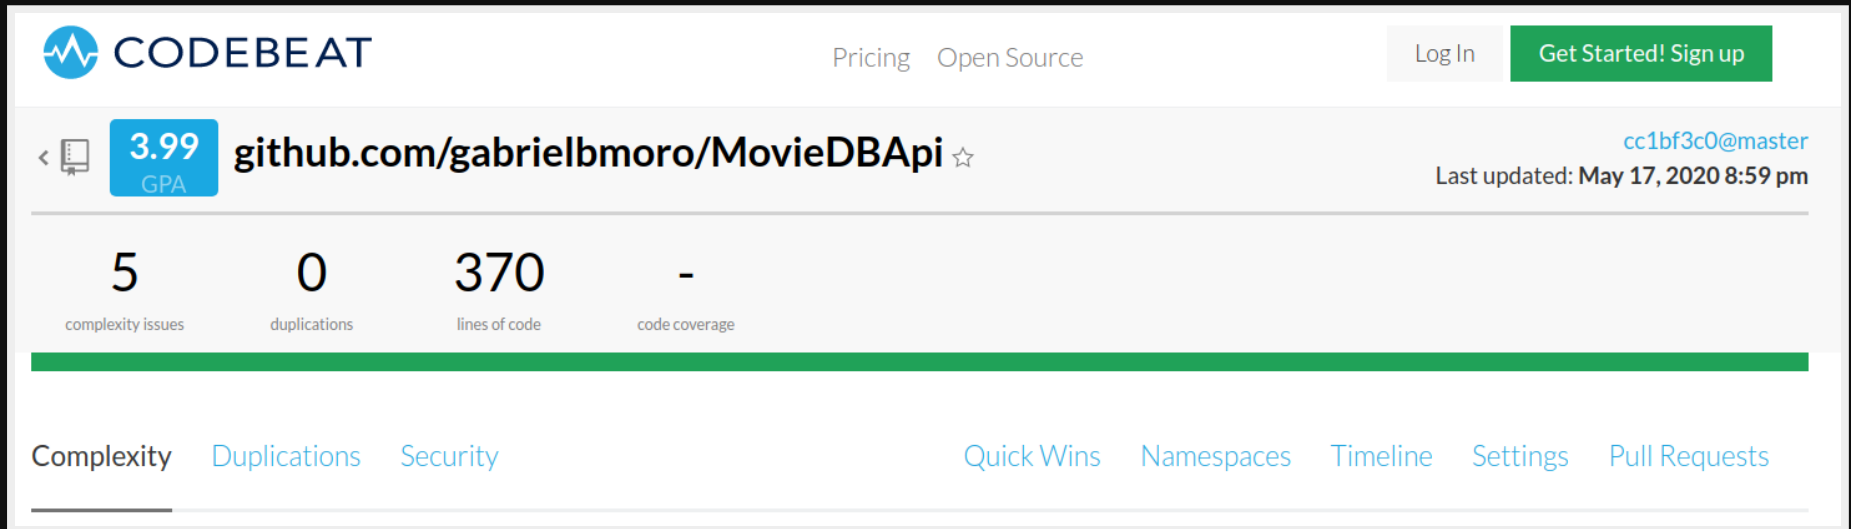 CODEBEAT
Pricing Open Source
Log In
Get Started! Sign up
3.99
GPA
github.com/gabrielbmoro/MovieDBApi
cc1bf3c0@master
Last updated: May 17, 2020 8:59 pm
5
complexity issues
0
duplications
370
lines of code
-
code coverage
Complexity Duplications Security
Quick Wins Namespaces Timeline Settings Pull Requests